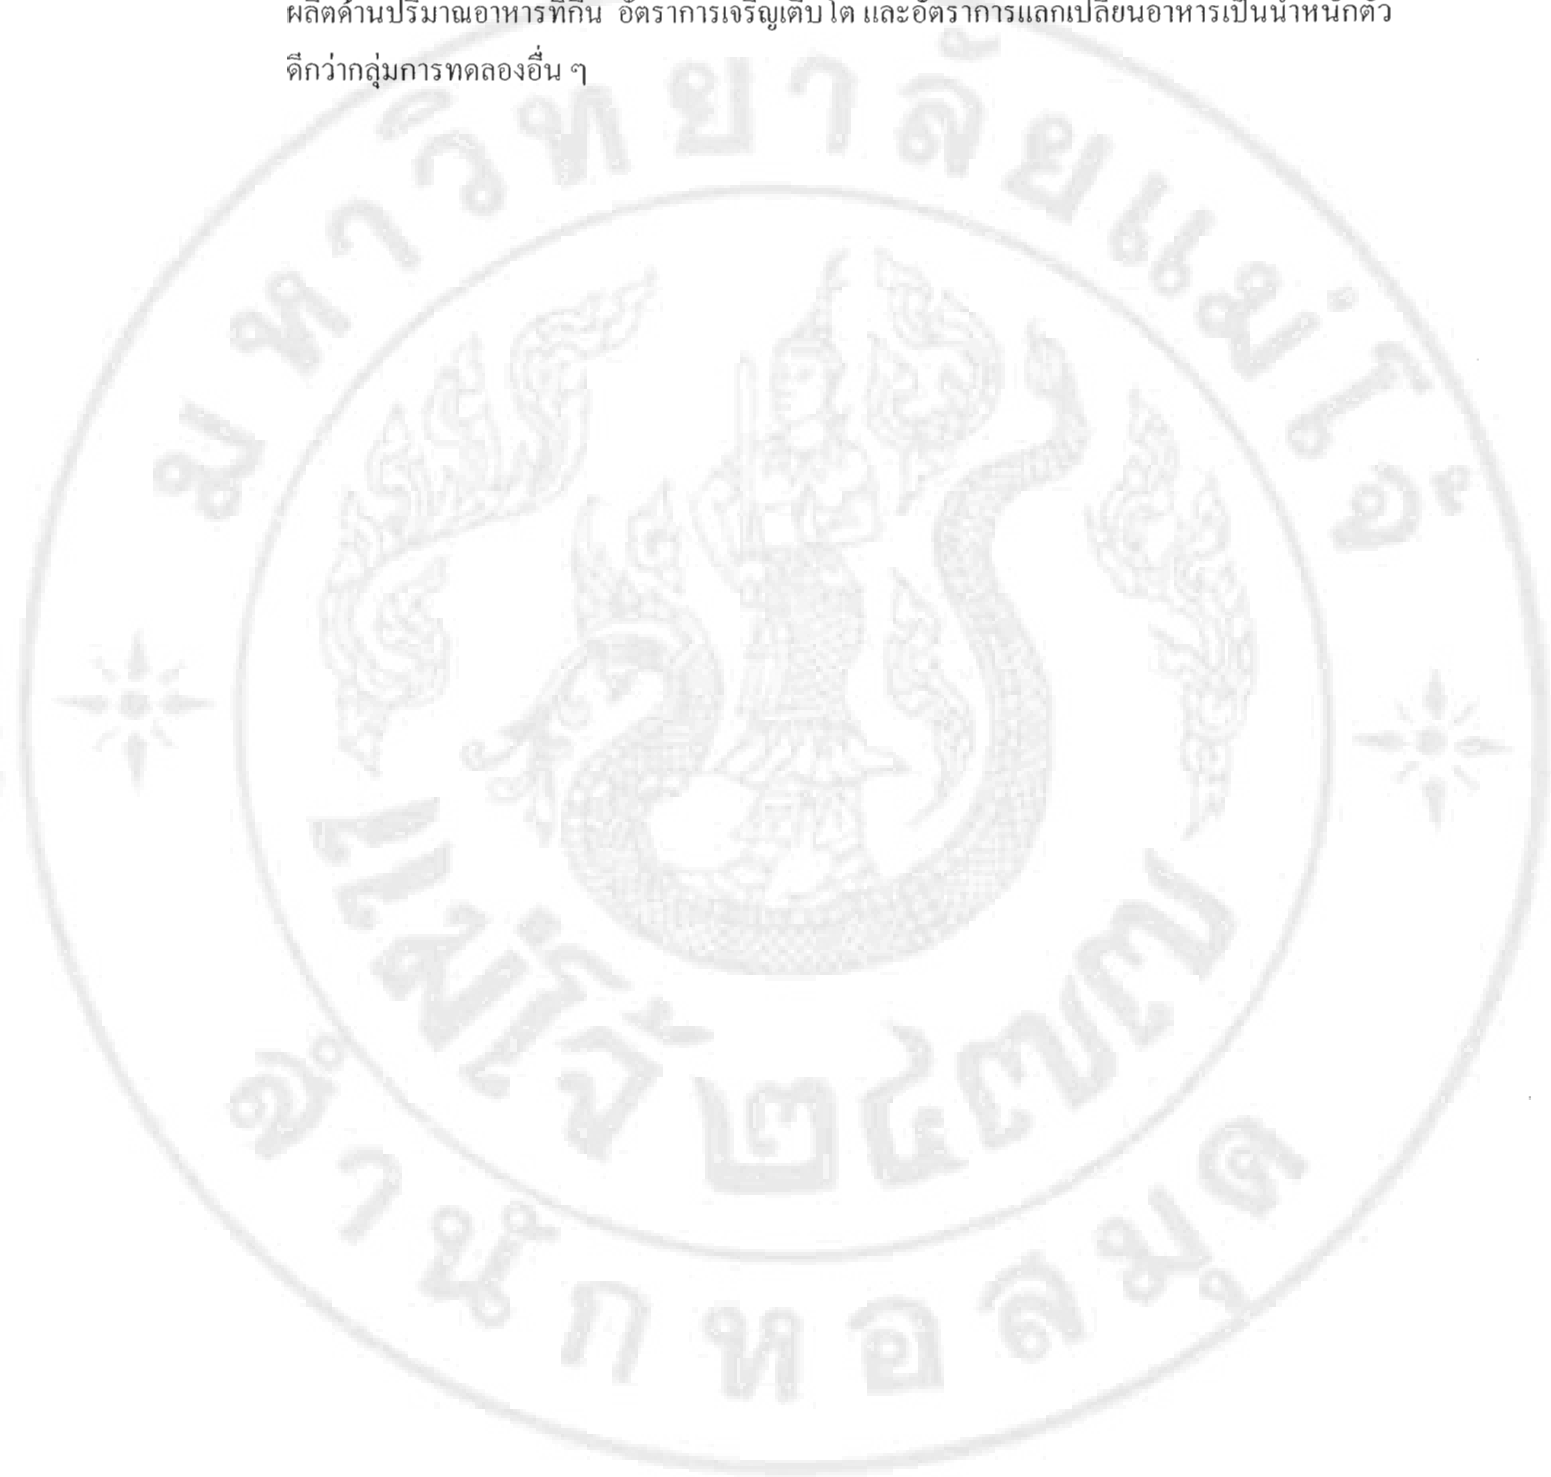 ผลิตด้านปริมาณอาหารที่กิน อัตราการเจริญเติบโต และอัตราการแลกเปลี่ยนอาหารเป็นน้ำหนักตัว
ดีกว่ากลุ่มการทดลองอื่น ๆ
มหาวิทยาลัยแม่โจ้
แม่โจ้ ๒๔๗๗
สำนักหอสมุด